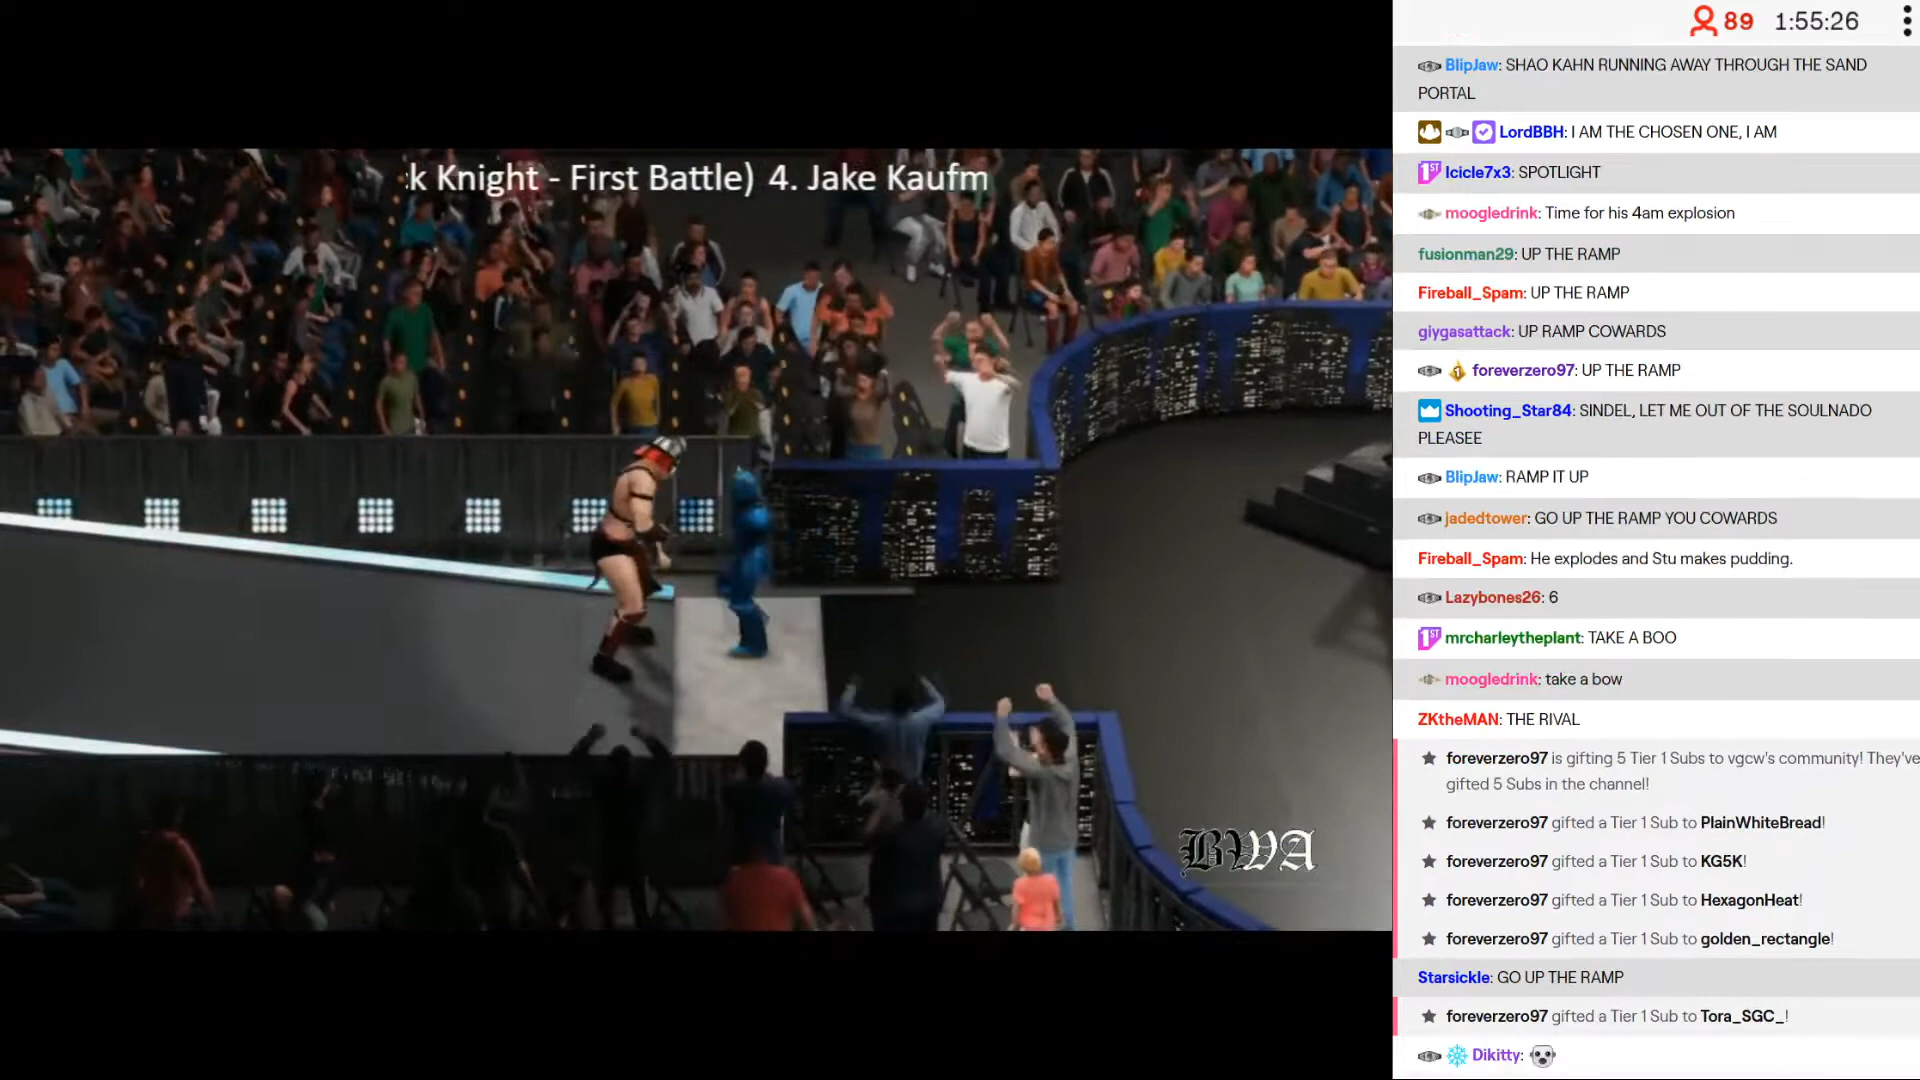 :k Knight - First Battle) 4. Jake Kaufm
BWA
89 1:55:26
BlipJaw: SHAO KAHN RUNNING AWAY THROUGH THE SAND
PORTAL
LordBBH: I AM THE CHOSEN ONE, I AM
1ST Icicle7x3: SPOTLIGHT
moogledrink: Time for his 4am explosion
fusionman29: UP THE RAMP
Fireball_Spam: UP THE RAMP
giygasattack: UP RAMP COWARDS
1 foreverzero97: UP THE RAMP
Shooting_Star84: SINDEL, LET ME OUT OF THE SOULNADO
PLEASEE
BlipJaw: RAMP IT UP
jadedtower: GO UP THE RAMP YOU COWARDS
Fireball_Spam: He explodes and Stu makes pudding.
Lazybones26: 6
1ST mrcharleytheplant: TAKE A BOO
moogledrink: take a bow
ZKtheMAN: THE RIVAL
foreverzero97 is gifting 5 Tier 1 Subs to vgcw's community! They've
gifted 5 Subs in the channel!
foreverzero97 gifted a Tier 1 Sub to PlainWhiteBread!
foreverzero97 gifted a Tier 1 Sub to KG5K!
foreverzero97 gifted a Tier 1 Sub to HexagonHeat!
foreverzero97 gifted a Tier 1 Sub to golden_rectangle!
Starsickle: GO UP THE RAMP
foreverzero97 gifted a Tier 1 Sub to Tora_SGC_!
Dikitty: